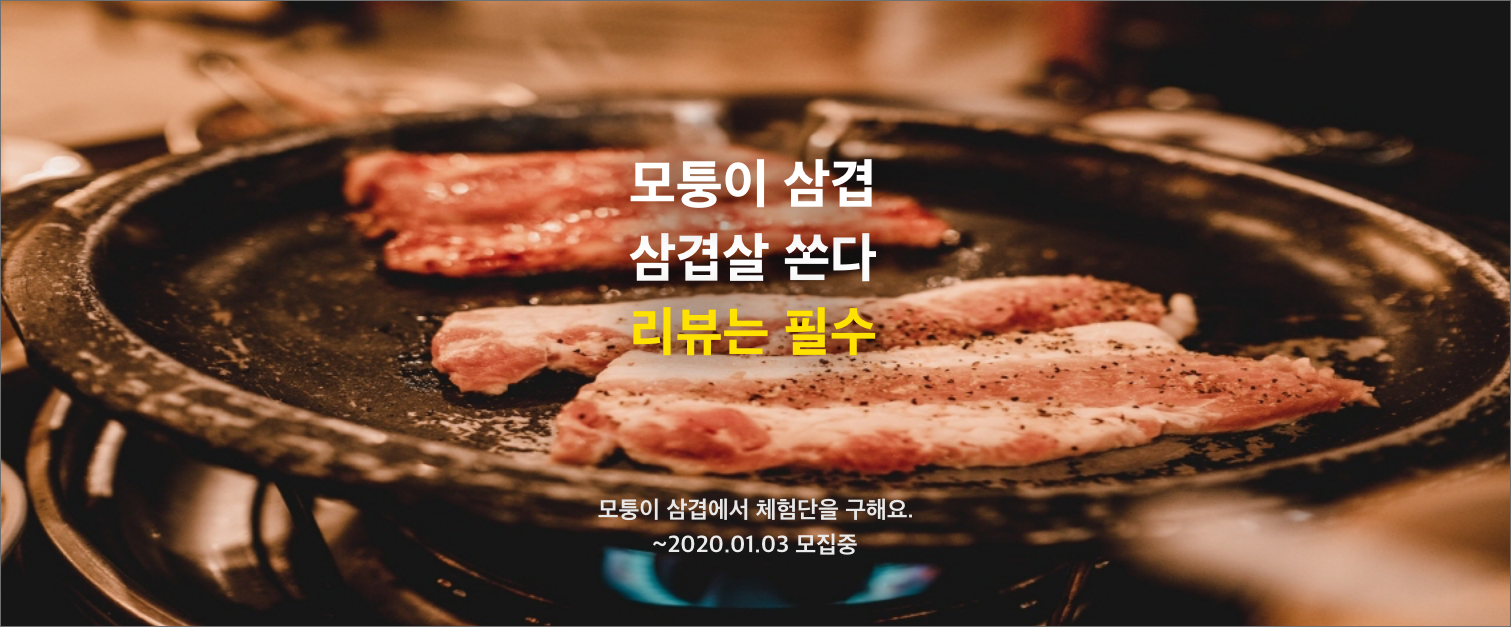 모퉁이 삼겹
삼겹살 쏜다
리뷰는 필수
모퉁이 삼겹에서 체험단을 구해요.
~2020.01.03 모집중